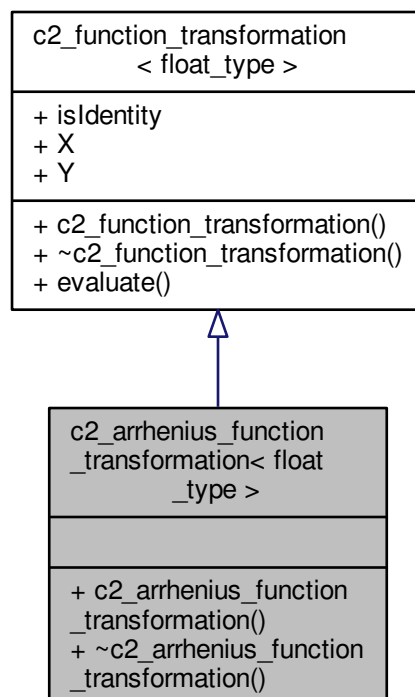 c2_function_transformation
< float_type >
+ isIdentity
+ X
+ Y
+ c2_function_transformation()
+ ~c2_function_transformation()
+ evaluate()
c2_arrhenius_function
_transformation< float
_type >
+ c2_arrhenius_function
_transformation()
+ ~c2_arrhenius_function
_transformation()